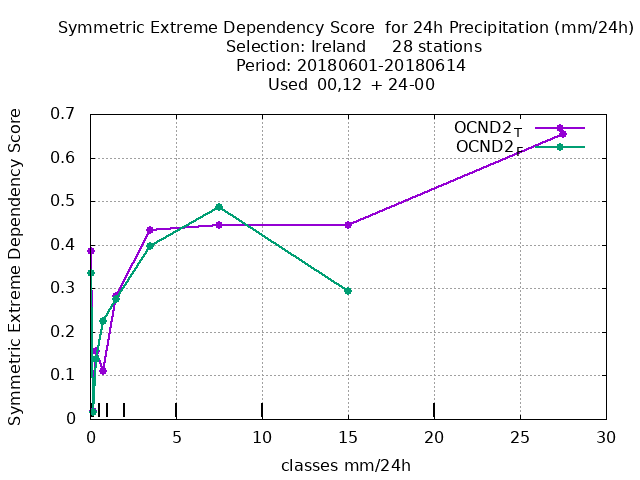 Symmetric Extreme Dependency Score  for 24h Precipitation (mm/24h)
Selection: Ireland     28 stations
Period: 20180601-20180614
Used  00,12  + 24-00
Symmetric Extreme Dependency Score
0.7
0.6
0.5
0.4
0.3
0.2
0.1
0
OCND2T
OCND2F
0 5 10 15 20 25 30
classes mm/24h